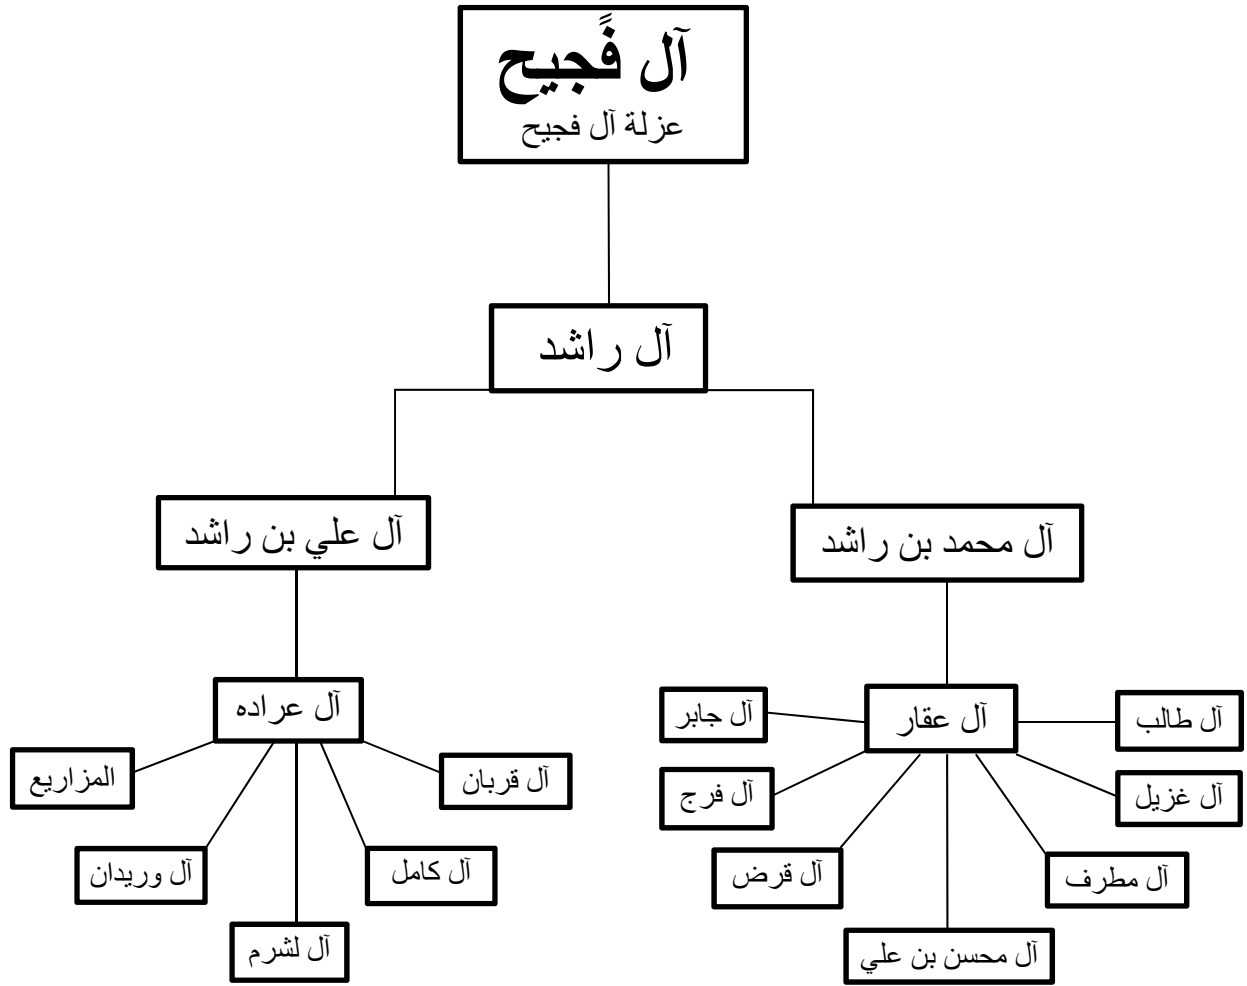 آل فًجيح
عزلة آل فجيح
آل راشد
آل محمد بن راشد
آل علي بن راشد
آل عقار
آل طالب
آل غزيل
آل مطرف
آل محسن بن علي
آل قرض
آل فرج
آل جابر
آل عراده
آل قربان
آل كامل
آل لشرم
آل وريدان
المزاريع